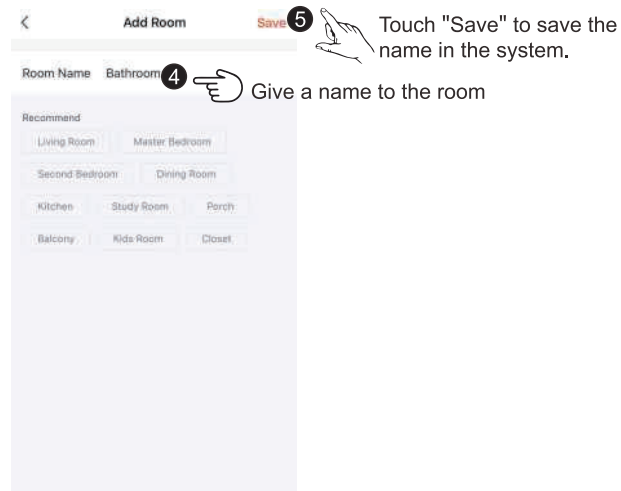 Add Room
Save 5
Touch "Save" to save the
name in the system.
Room Name Bathroom 4
Give a name to the room
Recommend
Living Room Master Bedroom
Second Bedroom Dining Room
Kitchen Study Room Porch
Balcony Kids Room Closet